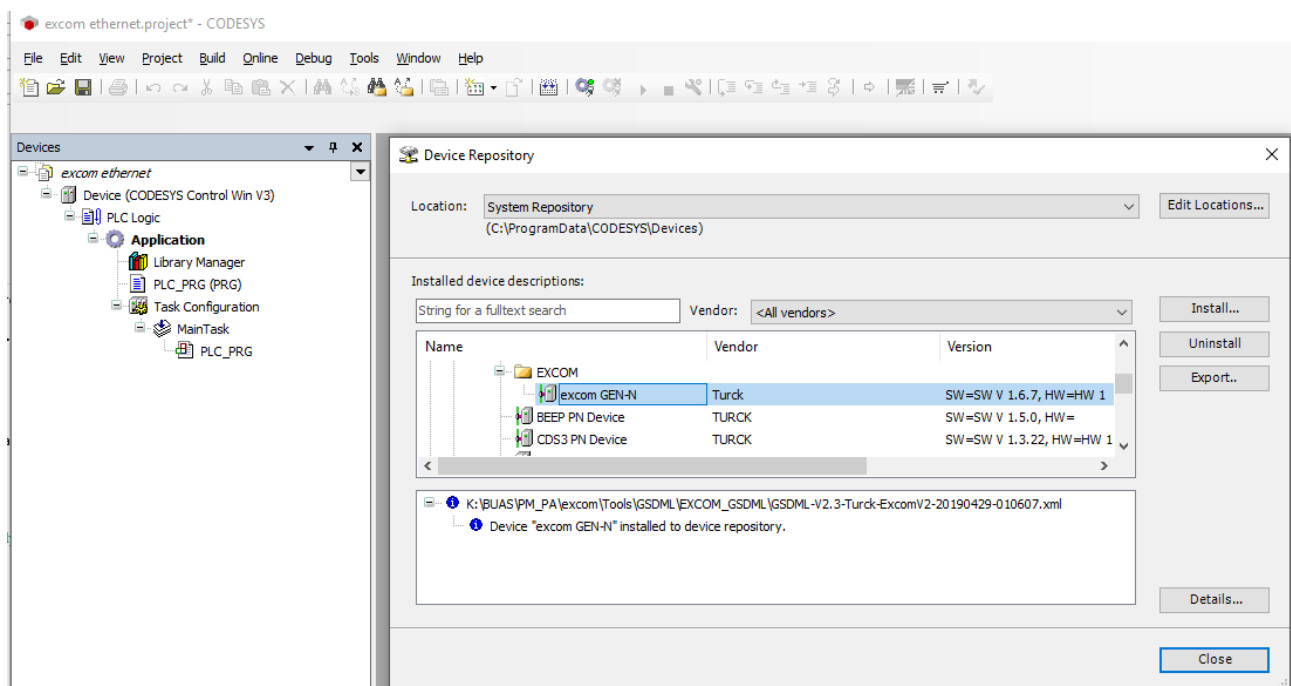 excom ethernet.project* - CODESYS
File Edit View Project Build Online Debug Tools Window Help
Devices
excom ethernet
Device (CODESYS Control Win V3)
PLC Logic
Application
Library Manager
PLC_PRG (PRG)
Task Configuration
MainTask
PLC_PRG
Device Repository
Location: System Repository Edit Locations...
(C:\ProgramData\CODESYS\Devices)
Installed device descriptions:
String for a fulltext search Vendor: <All vendors> Install...
Name Vendor Version Uninstall
EXCOM Export..
excom GEN-N Turck SW=SW V 1.6.7, HW=HW 1
BEEP PN Device TURCK SW=SW V 1.5.0, HW=
CDS3 PN Device TURCK SW=SW V 1.3.22, HW=HW 1
K:\BUAS\PM_PA\excom\Tools\GSDML\EXCOM_GSDML\GSDML-V2.3-Turck-ExcomV2-20190429-010607.xml
Device "excom GEN-N" installed to device repository.
Details...
Close